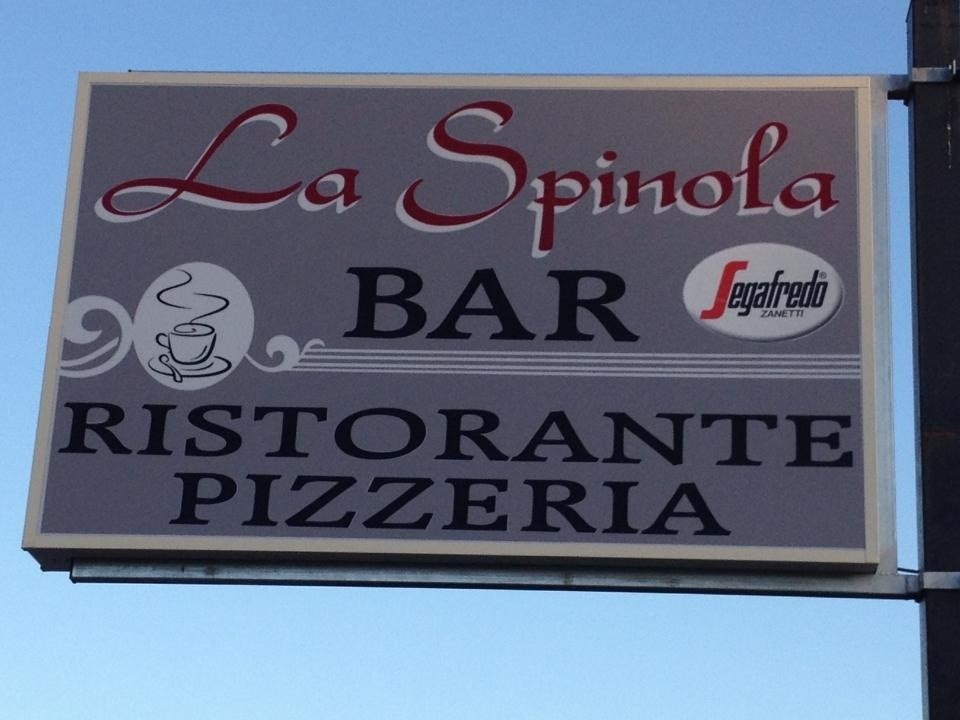 La Spinola
BAR
Segafredo®
ZANETTI
RISTORANTE
PIZZERIA